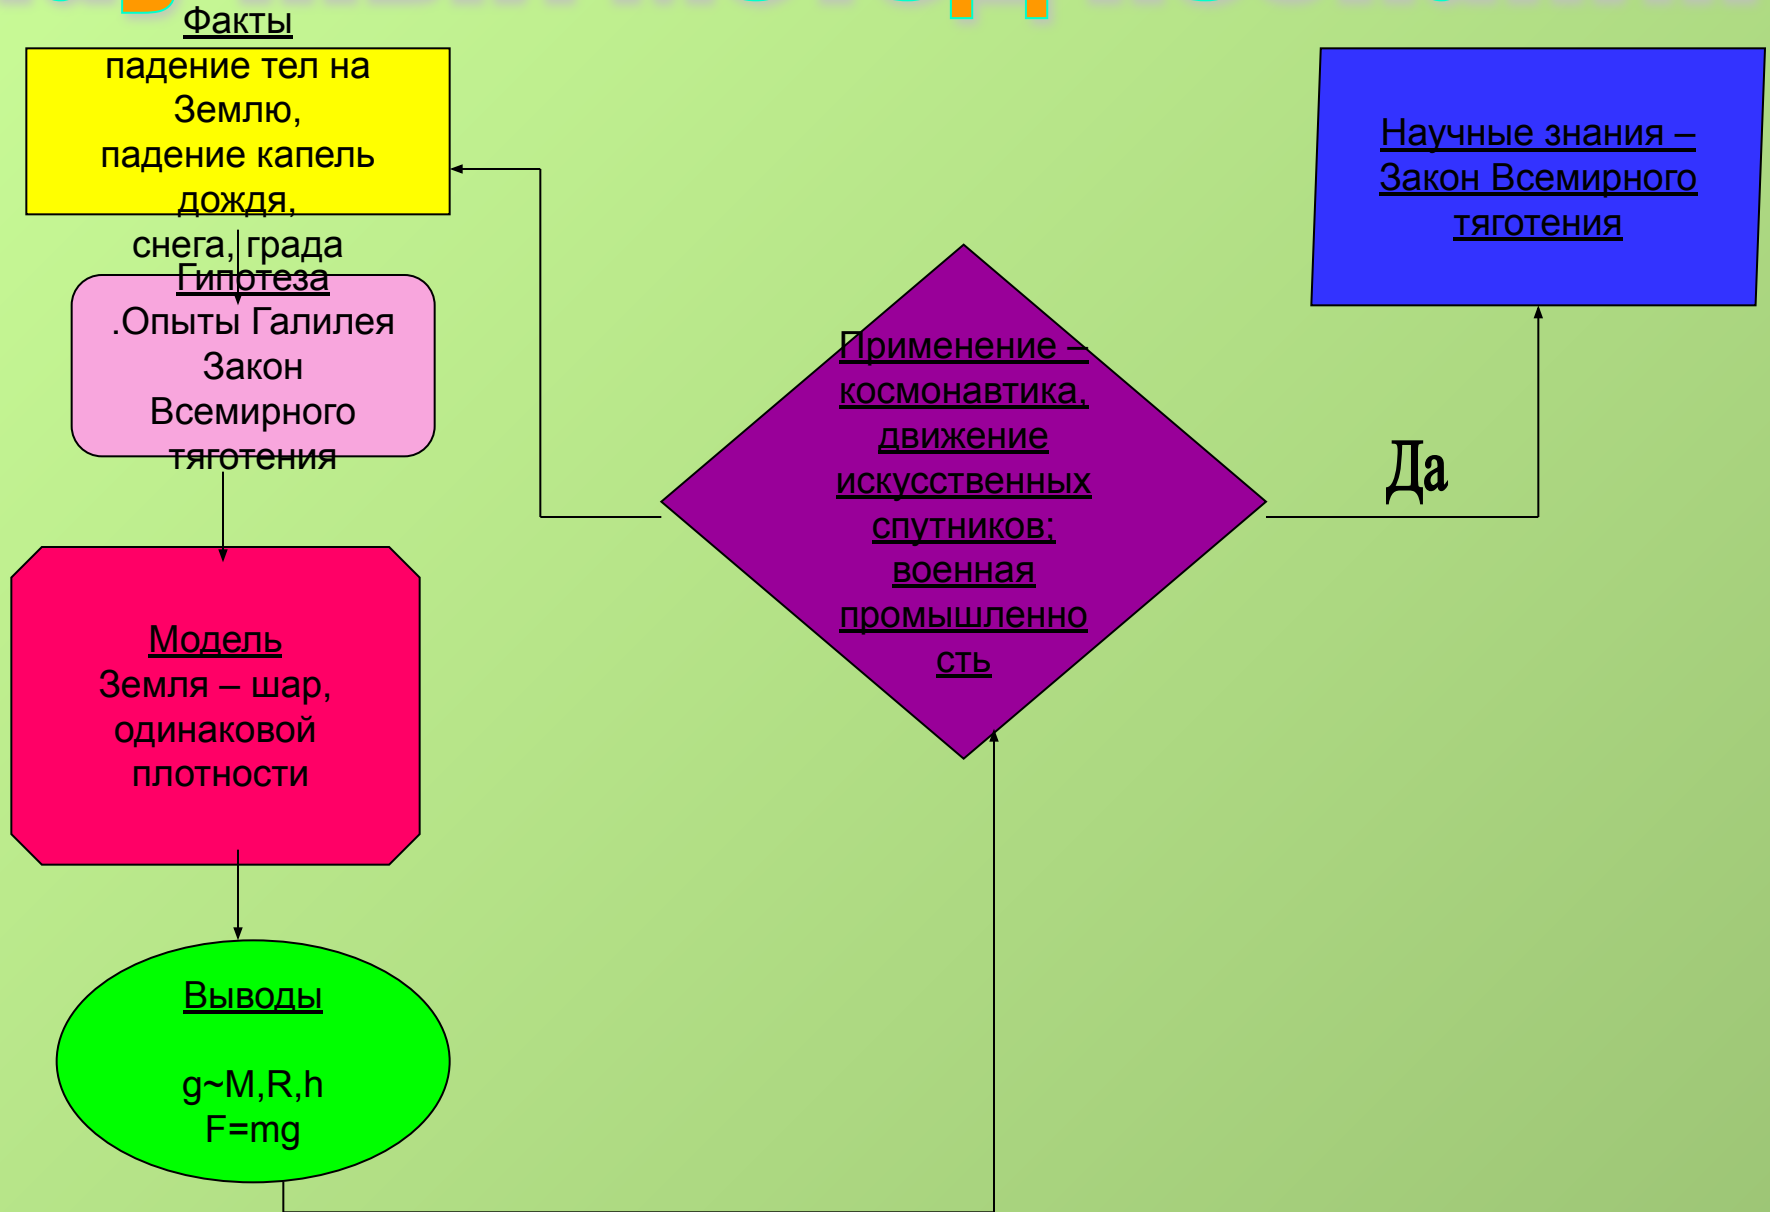 Факты
падение тел на
Землю,
падение капель
дождя,
снега, града
Гипотеза
.Опыты Галилея
Закон
Всемирного
тяготения
Модель
Земля – шар,
одинаковой
плотности
Выводы
g~M,R,h
F=mg
Применение –
космонавтика,
движение
искусственных
спутников;
военная
промышленно
сть
Да
Научные знания –
Закон Всемирного
тяготения